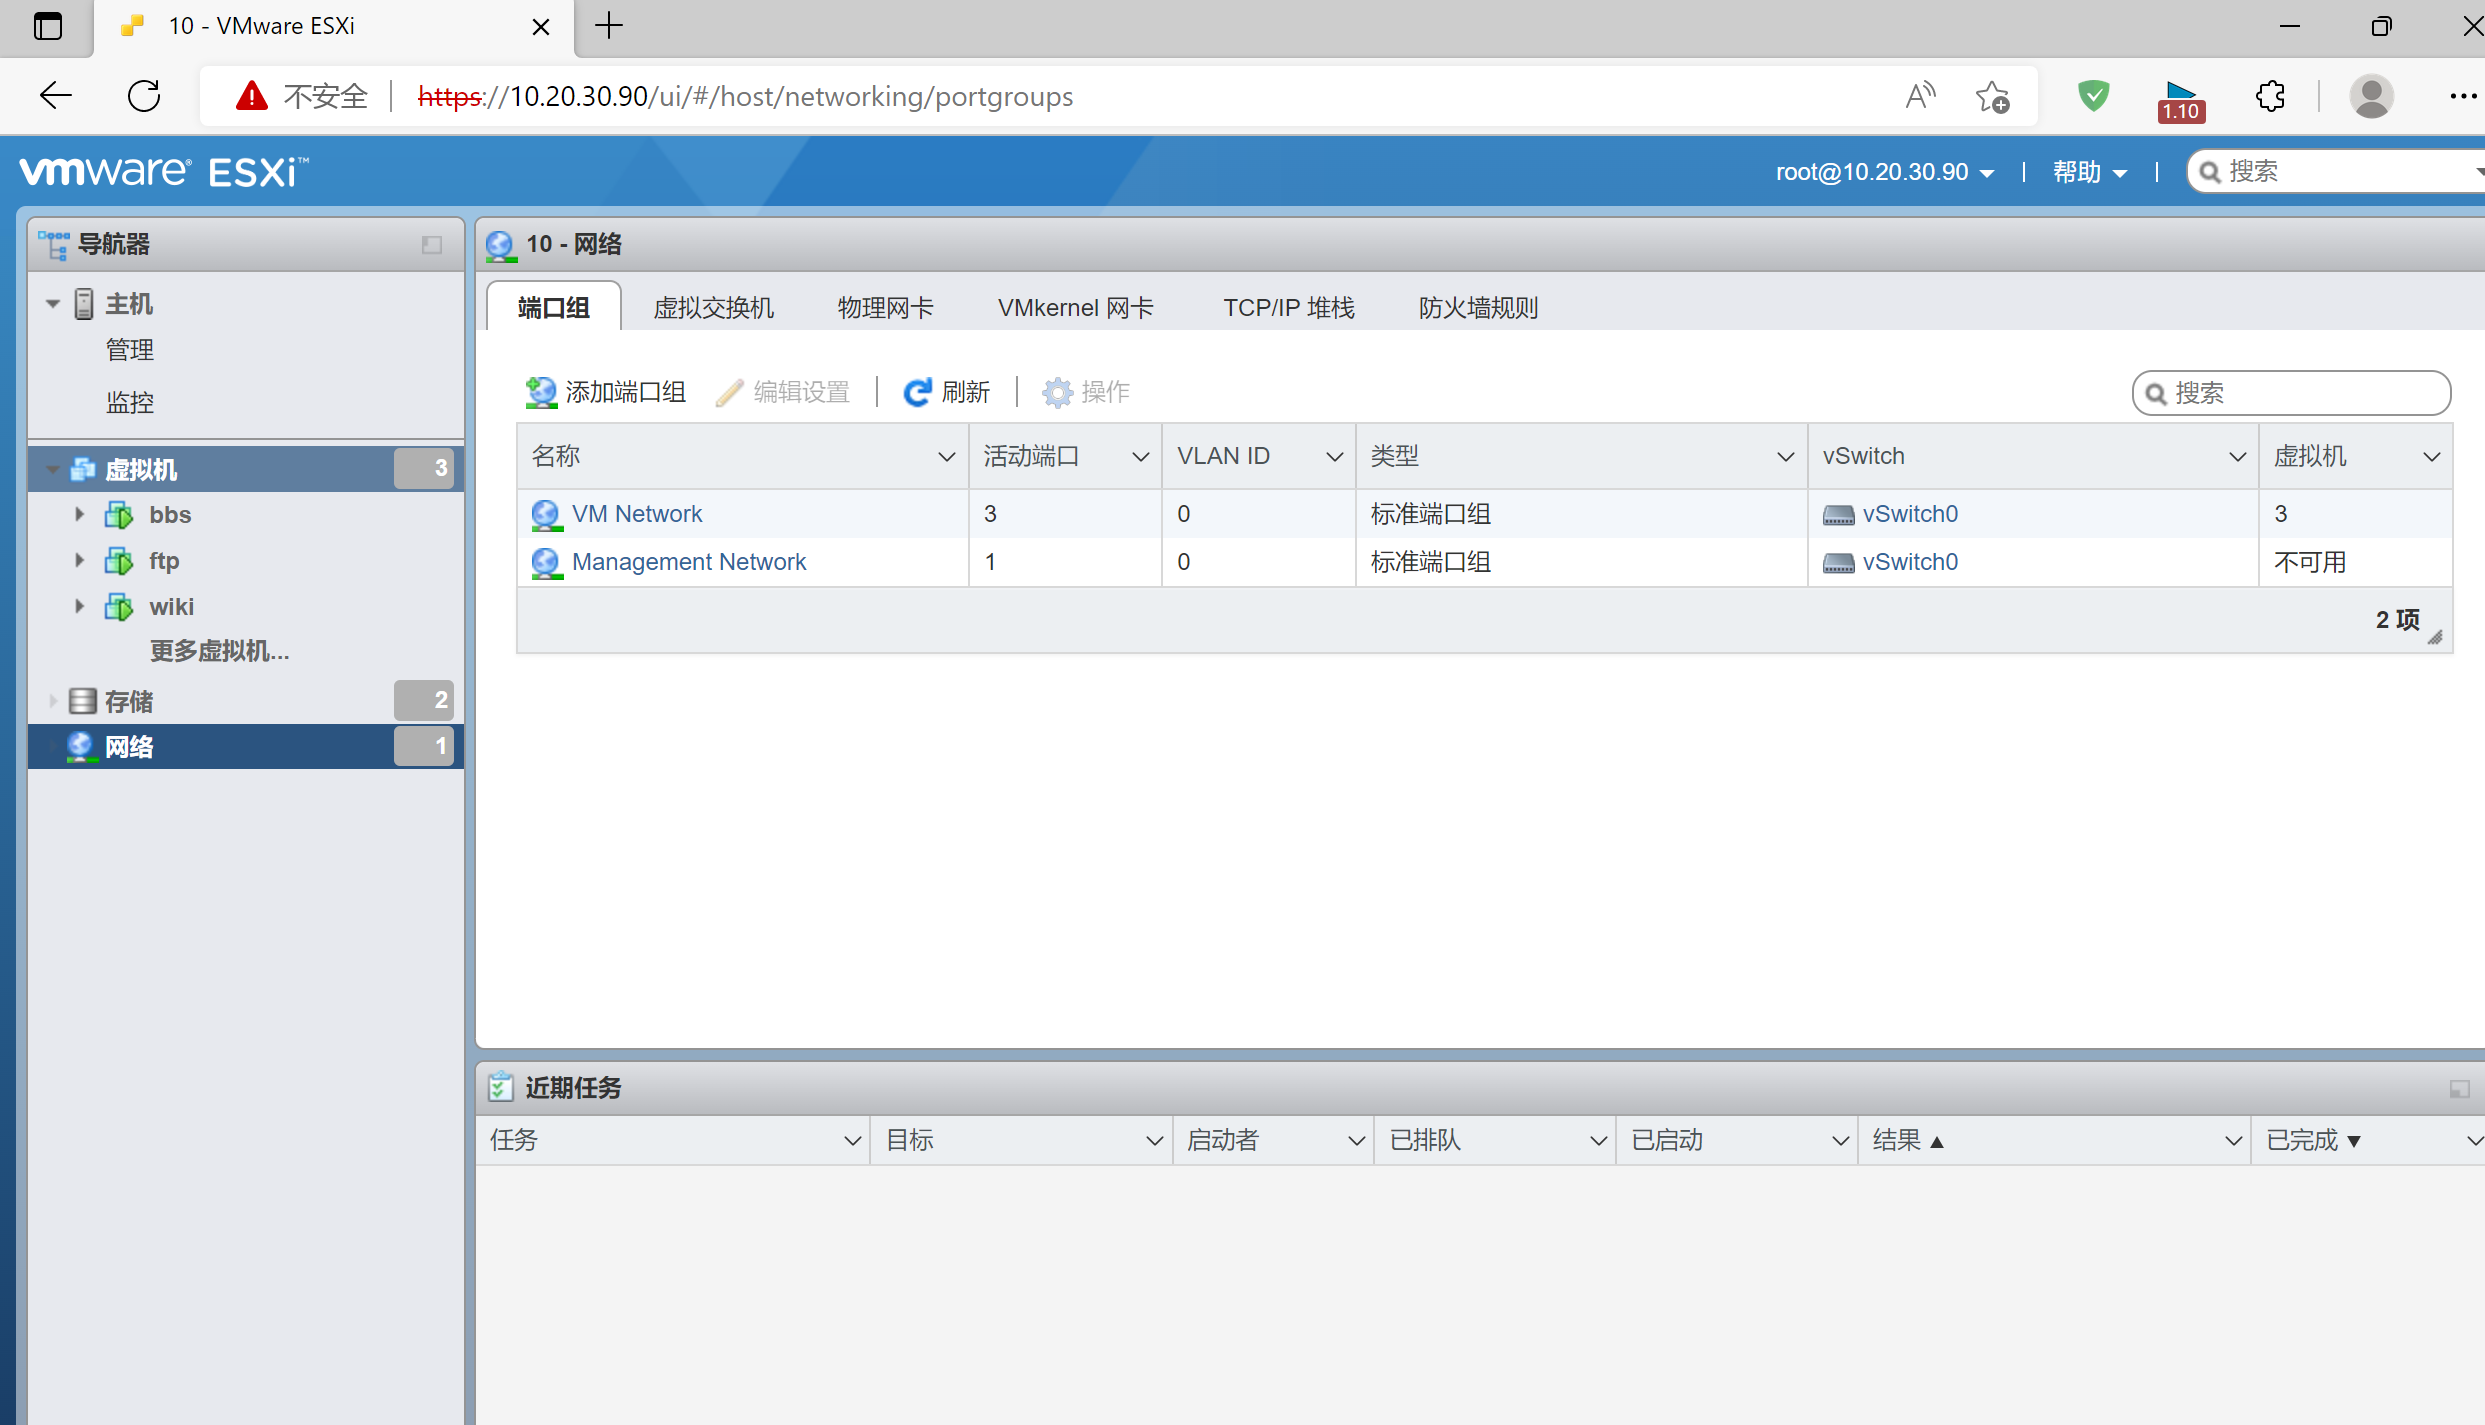 10 - VMware ESXi
不安全 https://10.20.30.90/ui/#/host/networking/portgroups
1.10
vmware® ESXi™ root@10.20.30.90 帮助 搜索
导航器
主机
管理
监控
虚拟机 3
bbs
ftp
wiki
更多虚拟机...
存储 2
网络 1
10 - 网络
端口组 虚拟交换机 物理网卡 VMkernel 网卡 TCP/IP 堆栈 防火墙规则
添加端口组 编辑设置 刷新 操作 搜索
名称 活动端口 VLAN ID 类型 vSwitch 虚拟机
VM Network 3 0 标准端口组 vSwitch0 3
Management Network 1 0 标准端口组 vSwitch0 不可用
2 项
近期任务
任务 目标 启动者 已排队 已启动 结果 ▲ 已完成 ▼